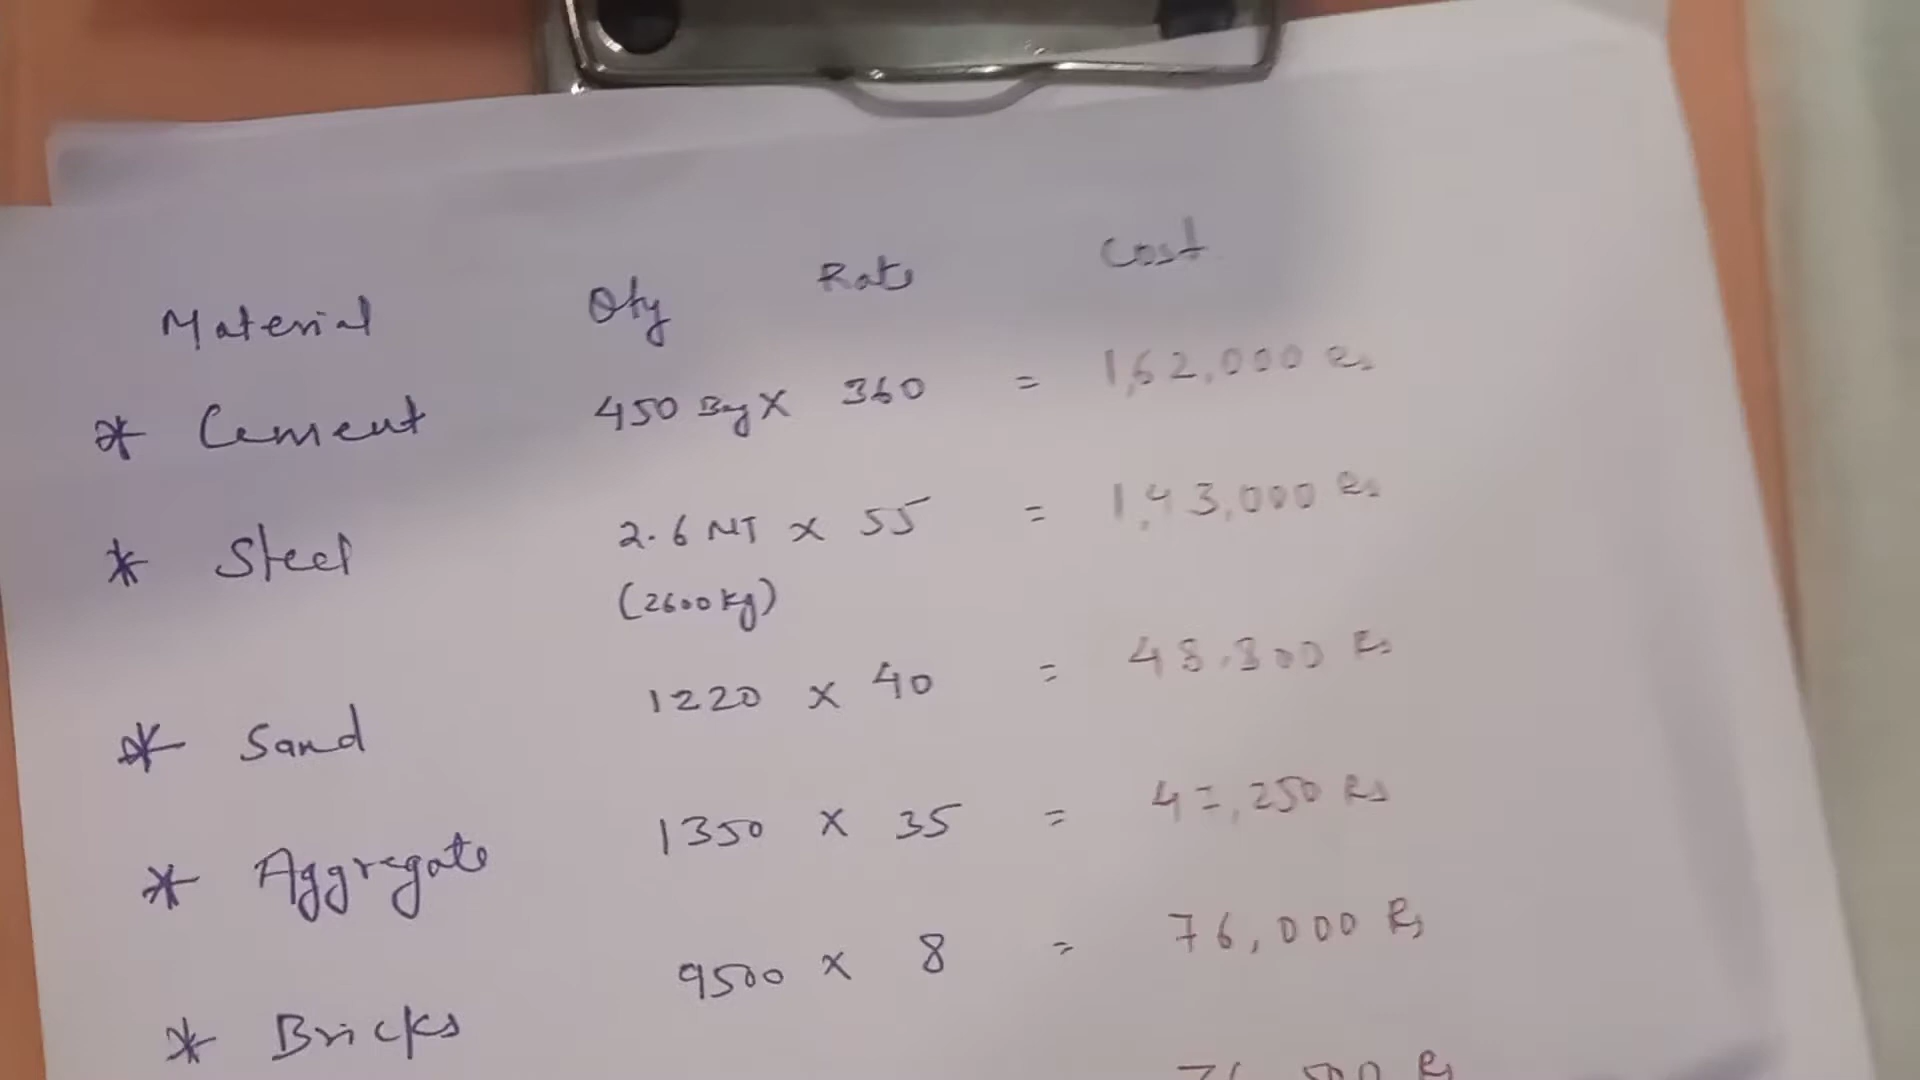 Material Qty Rate Cost
* Cement 450 Bag X 360 = 1,62,000 Rs
* Steel 2.6 MT x 55 = 1,43,000 Rs
(2600 kg)
* Sand 1220 x 40 = 48,800 Rs
* Aggregate 1350 x 35 = 47,250 Rs
* Bricks 9500 x 8 = 76,000 Rs
Rs